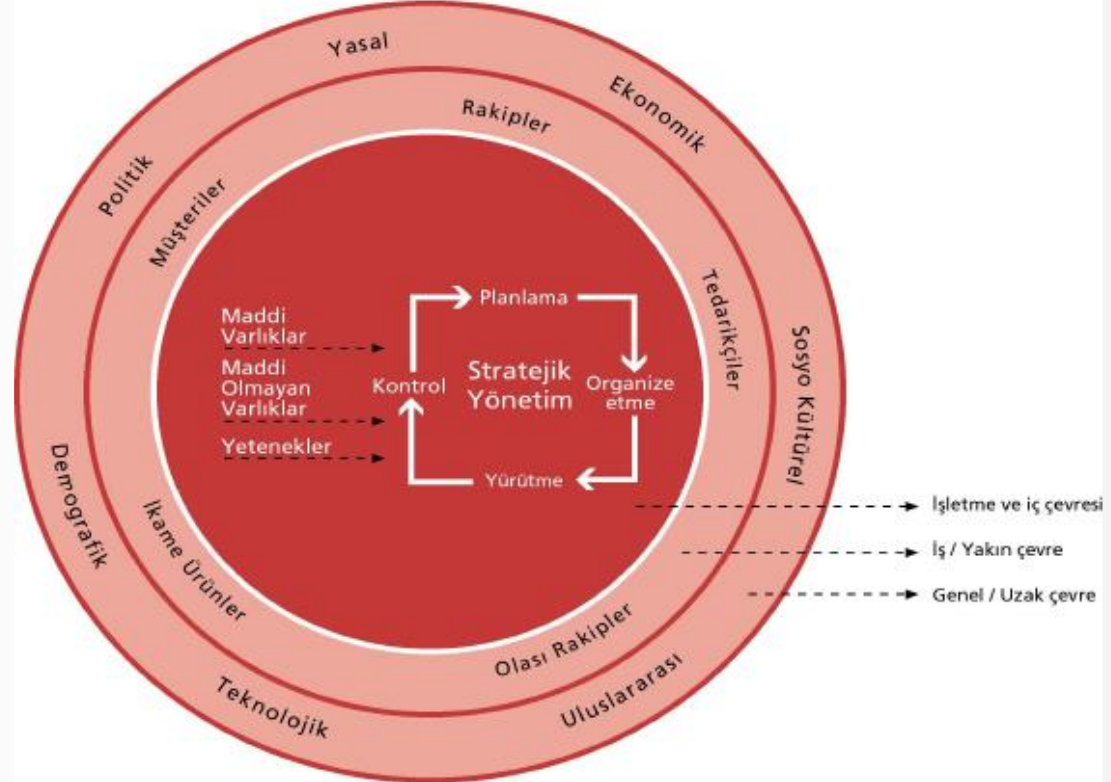 Yasal
Ekonomik
Politik
Rakipler
Müşteriler
Tedarikçiler
Sosyo Kültürel
Maddi
Varlıklar
Maddi
Olmayan
Varlıklar
Yetenekler
Planlama
Kontrol
Stratejik
Yönetim
Organize
etme
Yürütme
Demografik
İkame Ürünler
Olası Rakipler
Teknolojik
Uluslararası
İşletme ve iç çevresi
İş / Yakın çevre
Genel / Uzak çevre